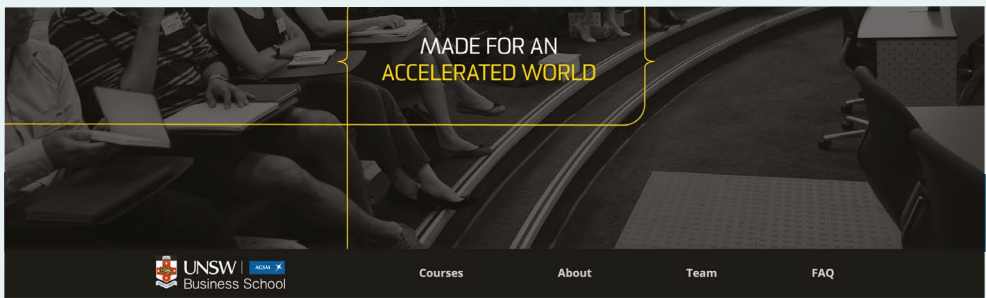 MADE FOR AN
ACCELERATED WORLD
UNSW | AGSM
Business School
Courses About Team FAQ